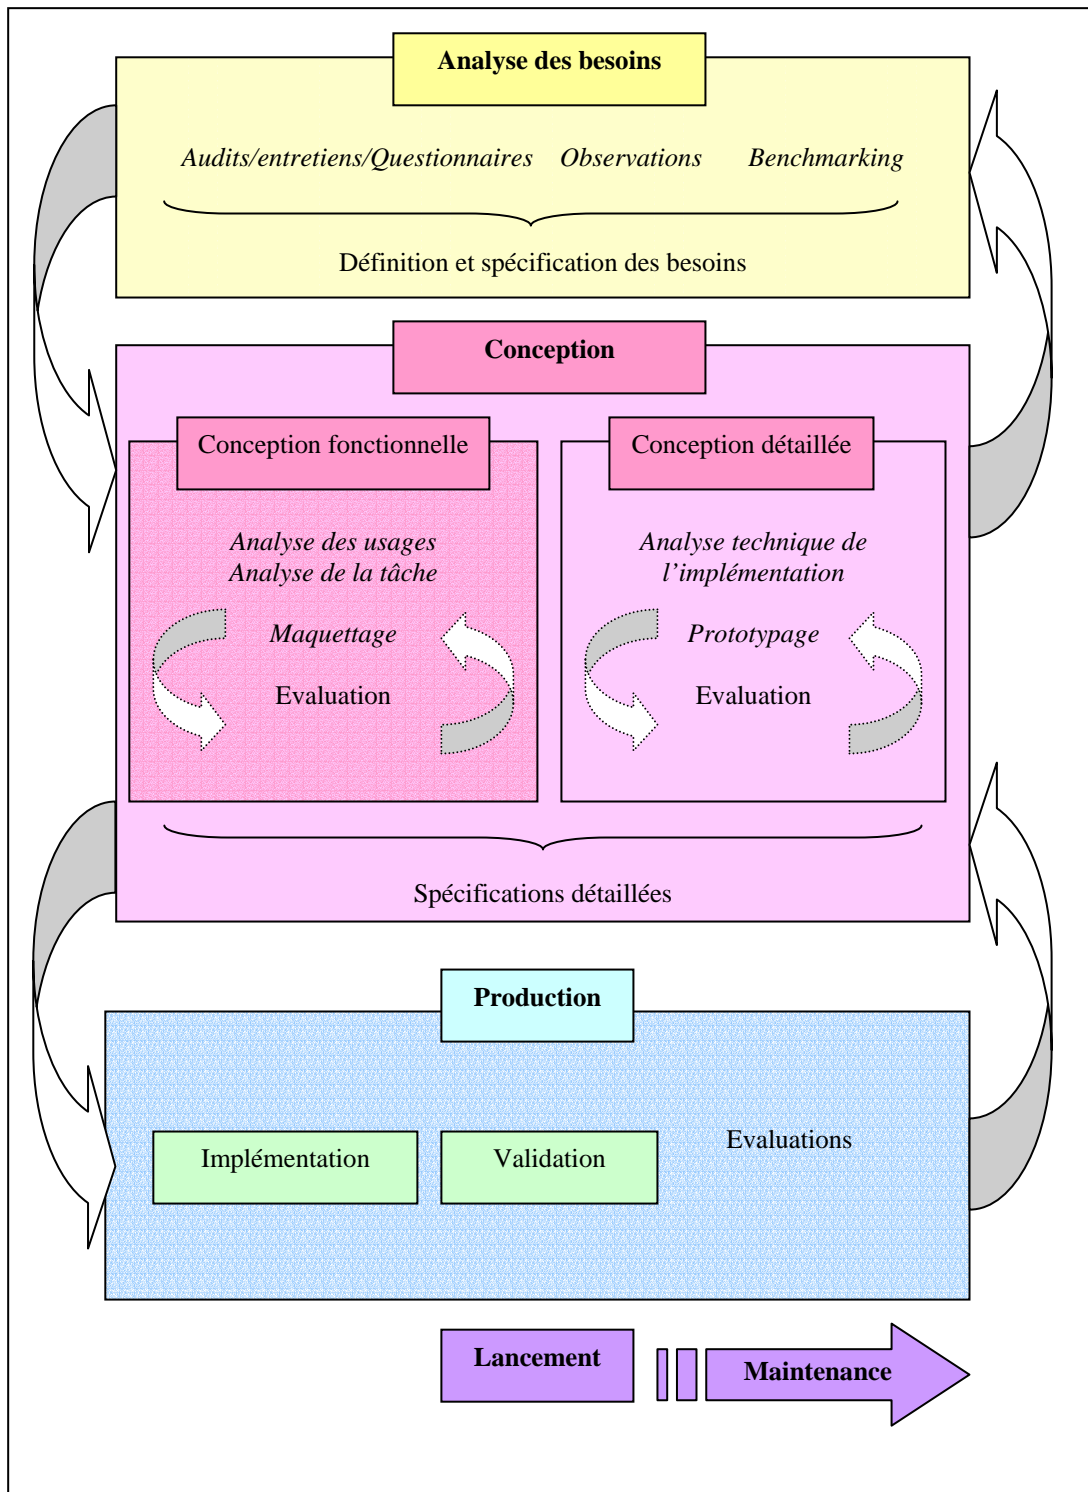 Analyse des besoins
Audits/entretiens/Questionnaires Observations Benchmarking
Définition et spécification des besoins
Conception
Conception fonctionnelle
Analyse des usages
Analyse de la tâche
Maquettage
Evaluation
Conception détaillée
Analyse technique de
l’implémentation
Prototypage
Evaluation
Spécifications détaillées
Production
Implémentation
Validation
Evaluations
Lancement
Maintenance